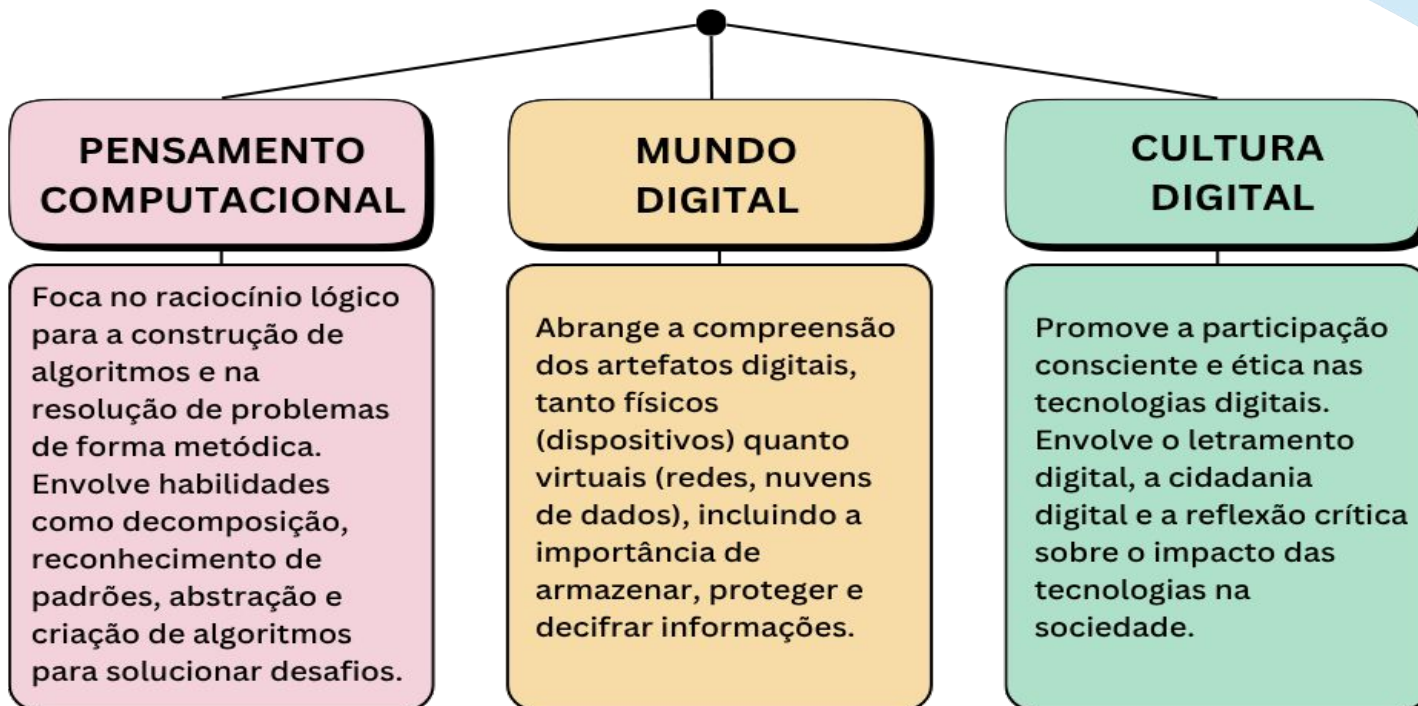 PENSAMENTO
COMPUTACIONAL
Foca no raciocínio lógico
para a construção de
algoritmos e na
resolução de problemas
de forma metódica.
Envolve habilidades
como decomposição,
reconhecimento de
padrões, abstração e
criação de algoritmos
para solucionar desafios.
MUNDO
DIGITAL
Abrange a compreensão
dos artefatos digitais,
tanto físicos
(dispositivos) quanto
virtuais (redes, nuvens
de dados), incluindo a
importância de
armazenar, proteger e
decifrar informações.
CULTURA
DIGITAL
Promove a participação
consciente e ética nas
tecnologias digitais.
Envolve o letramento
digital, a cidadania
digital e a reflexão crítica
sobre o impacto das
tecnologias na
sociedade.